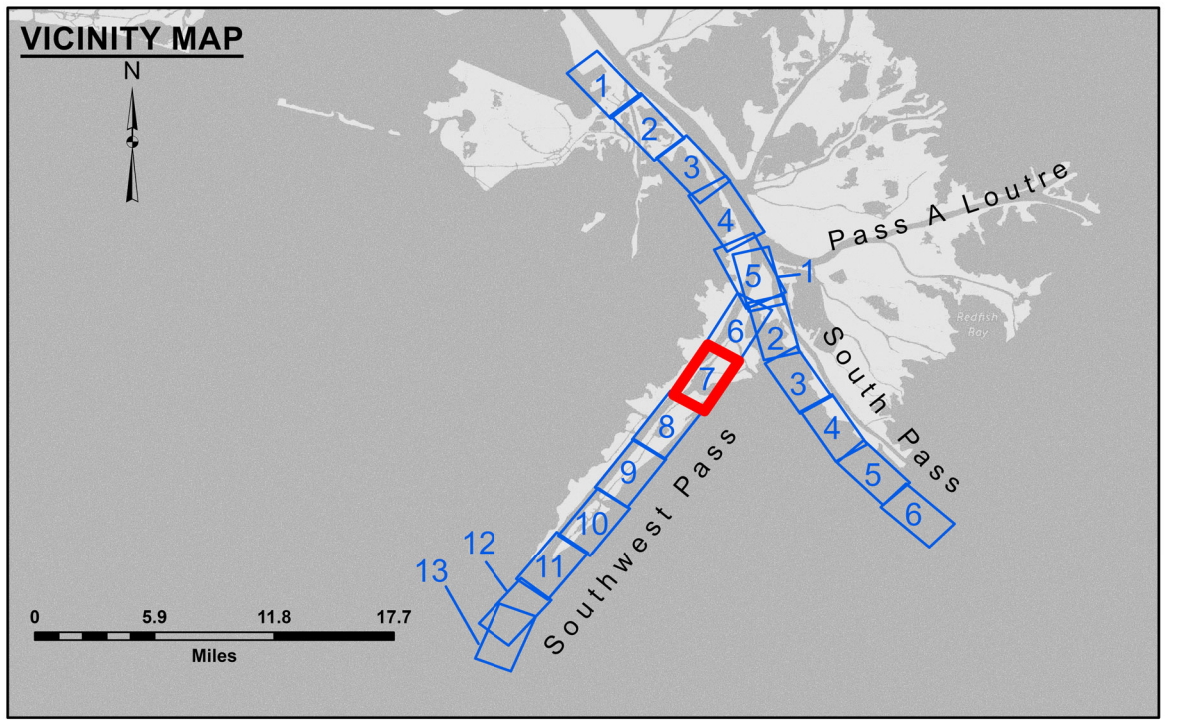 VICINITY MAP
N
1
2
3
4
5
1
6
2
7
3
8
4
9
5
10
6
11
12
13
Pass A Loutre
Redfish
Bay
South Pass
Southwest Pass
0 5.9 11.8 17.7
Miles